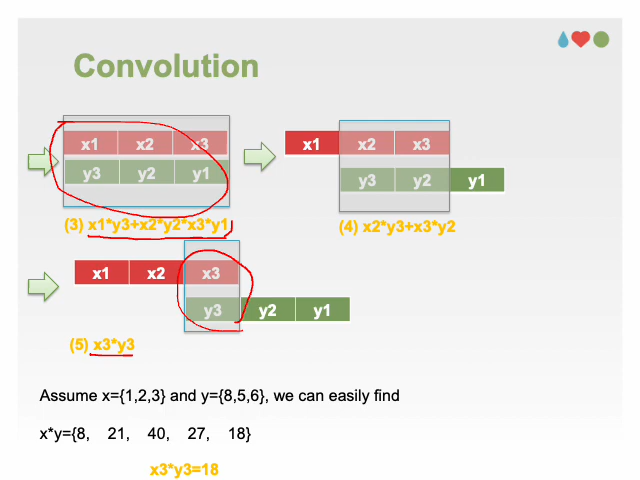 Convolution
x1 x2 x3
y3 y2 y1
(3) x1*y3+x2*y2*x3*y1
x1 x2 x3
y3 y2 y1
(4) x2*y3+x3*y2
x1 x2 x3
y3 y2 y1
(5) x3*y3
Assume x={1,2,3} and y={8,5,6}, we can easily find
x*y={8, 21, 40, 27, 18}
x3*y3=18